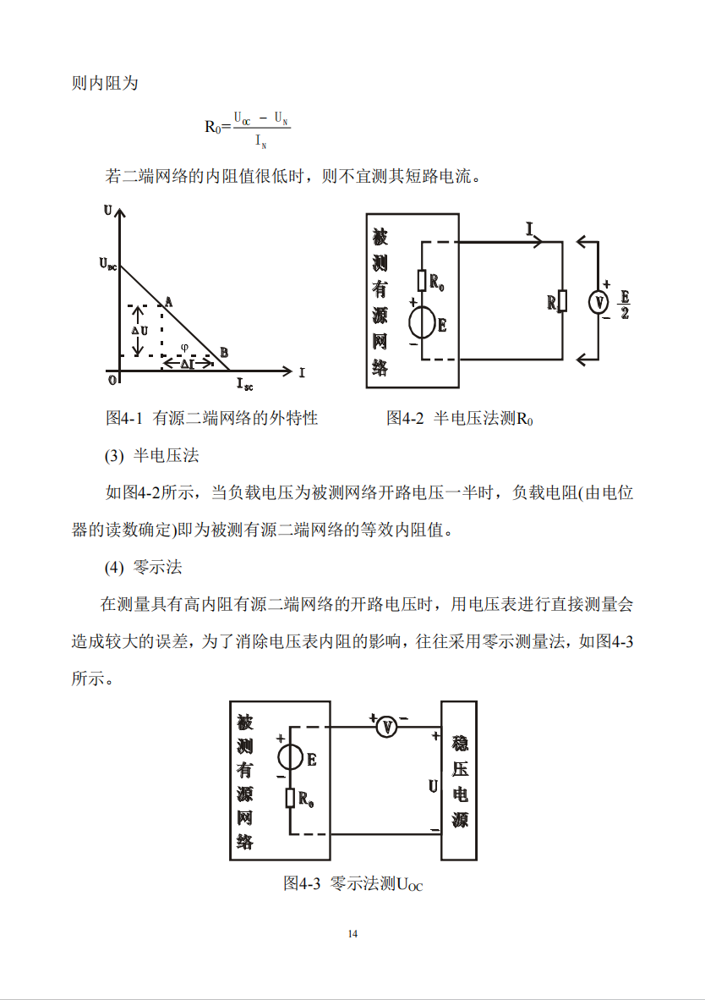 则内阻为
R₀=(U_OC － U_N)/I_N
若二端网络的内阻值很低时，则不宜测其短路电流。
U
U_OC
A
ΔU
φ
B
ΔI
O
I_SC
I
被测有源网络
R₀
+
E
-
I
R
+
V
-
E/2
图4-1 有源二端网络的外特性
图4-2 半电压法测R₀
(3) 半电压法
如图4-2所示，当负载电压为被测网络开路电压一半时，负载电阻(由电位
器的读数确定)即为被测有源二端网络的等效内阻值。
(4) 零示法
在测量具有高内阻有源二端网络的开路电压时，用电压表进行直接测量会
造成较大的误差，为了消除电压表内阻的影响，往往采用零示测量法，如图4-3
所示。
被测有源网络
+
E
-
R₀
+ V -
+
U
-
稳压电源
图4-3 零示法测U_OC
14